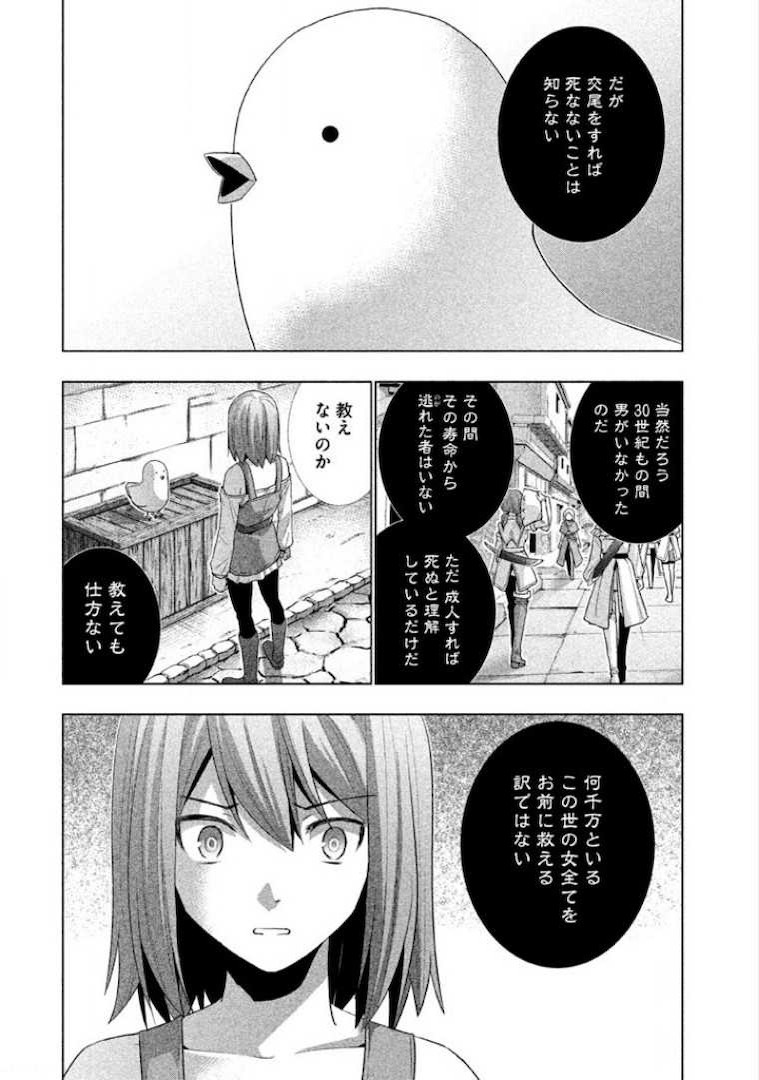 だが
交尾をすれば
死なないことは
知らない
当然だろう
30世紀もの間
男がいなかった
のだ
その間
その寿命から
逃れた者はいない
のが
ただ 成人すれば
死ぬと理解
しているだけだ
教え
ないのか
教えても
仕方ない
何千万といる
この世の女全てを
お前に救える
訳ではない